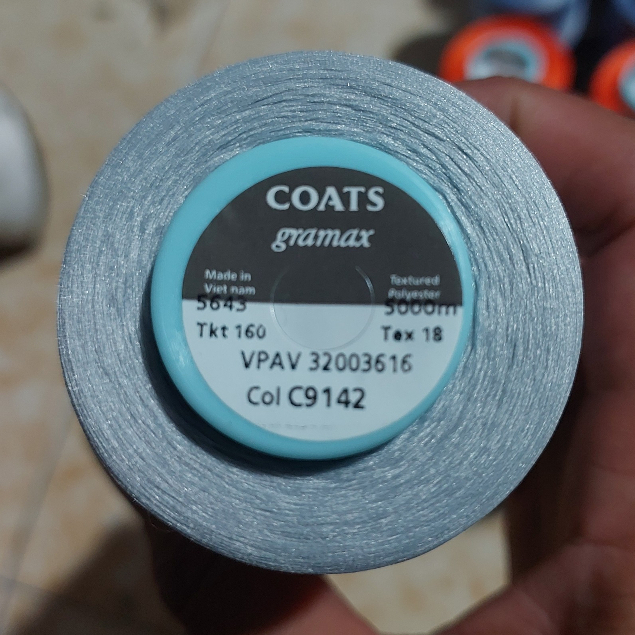 COATS
gramax
Made in
Viet nam
Textured
Polyester
5643 5000m
Tkt 160 Tex 18
VPAV 32003616
Col C9142